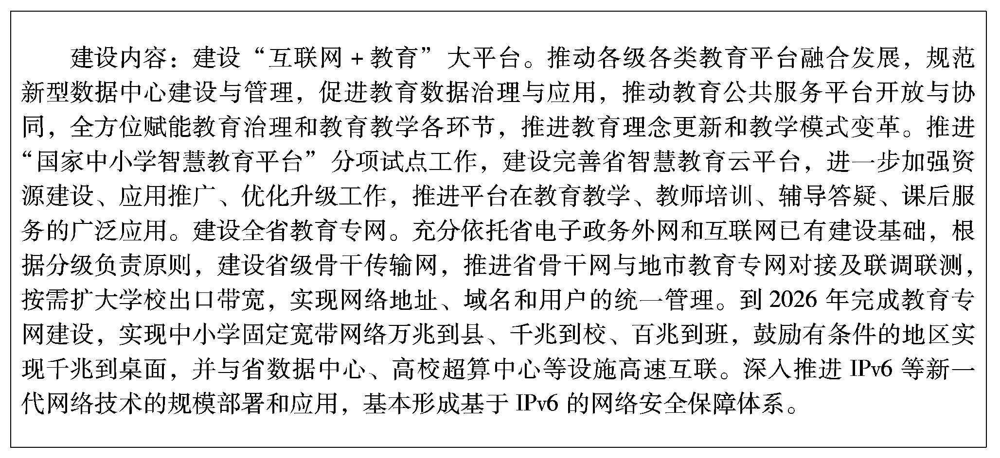 建设内容：建设“互联网+教育”大平台。推动各级各类教育平台融合发展，规范
新型数据中心建设与管理，促进教育数据治理与应用，推动教育公共服务平台开放与协
同，全方位赋能教育治理和教育教学各环节，推进教育理念更新和教学模式变革。推进
“国家中小学智慧教育平台”分项试点工作，建设完善省智慧教育云平台，进一步加强资
源建设、应用推广、优化升级工作，推进平台在教育教学、教师培训、辅导答疑、课后服
务的广泛应用。建设全省教育专网。充分依托省电子政务外网和互联网已有建设基础，根
据分级负责原则，建设省级骨干传输网，推进省骨干网与地市教育专网对接及联调联测，
按需扩大学校出口带宽，实现网络地址、域名和用户的统一管理。到 2026 年完成教育专
网建设，实现中小学固定宽带网络万兆到县、千兆到校、百兆到班，鼓励有条件的地区实
现千兆到桌面，并与省数据中心、高校超算中心等设施高速互联。深入推进 IPv6 等新一
代网络技术的规模部署和应用，基本形成基于 IPv6 的网络安全保障体系。